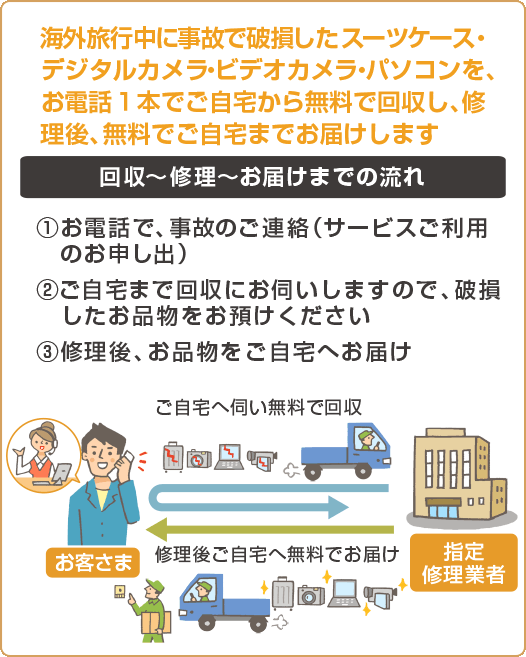 海外旅行中に事故で破損したスーツケース・
デジタルカメラ・ビデオカメラ・パソコンを、
お電話1本でご自宅から無料で回収し、修
理後、無料でご自宅までお届けします
回収～修理～お届けまでの流れ
①お電話で、事故のご連絡（サービスご利用
のお申し出）
②ご自宅まで回収にお伺いしますので、破損
したお品物をお預けください
③修理後、お品物をご自宅へお届け
ご自宅へ伺い無料で回収
お客さま
修理後ご自宅へ無料でお届け
指定
修理業者